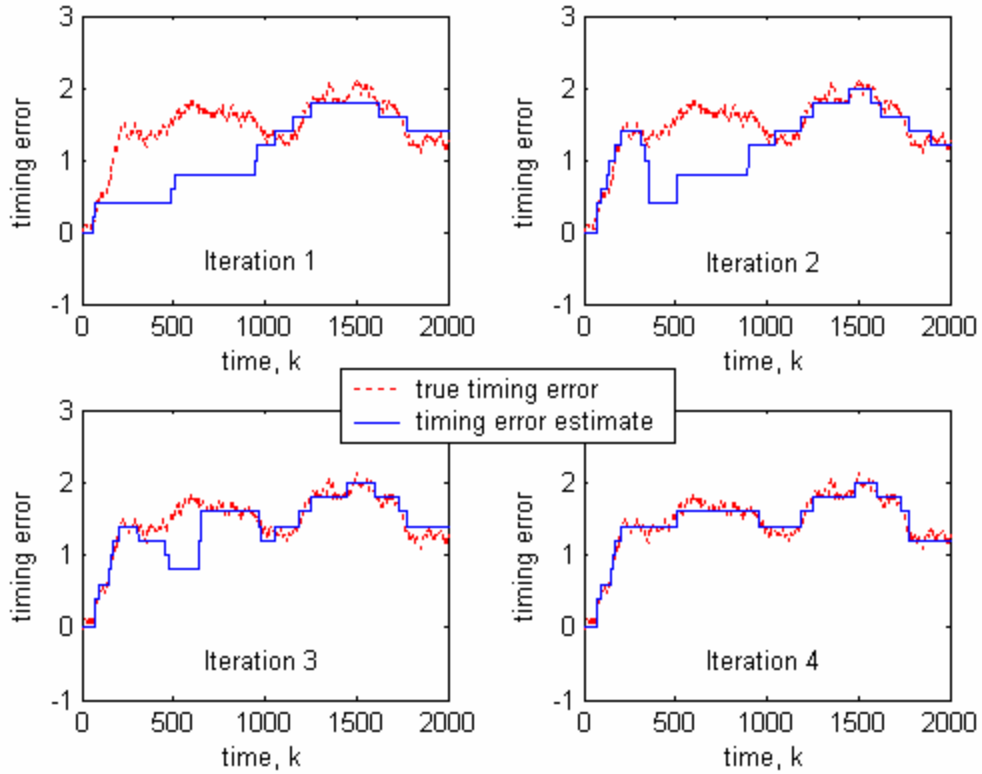 3
2
1
0
-1
timing error
Iteration 1
0 500 1000 1500 2000
time, k
3
2
1
0
-1
timing error
Iteration 2
0 500 1000 1500 2000
time, k
true timing error
timing error estimate
3
2
1
0
-1
timing error
Iteration 3
0 500 1000 1500 2000
time, k
3
2
1
0
-1
timing error
Iteration 4
0 500 1000 1500 2000
time, k